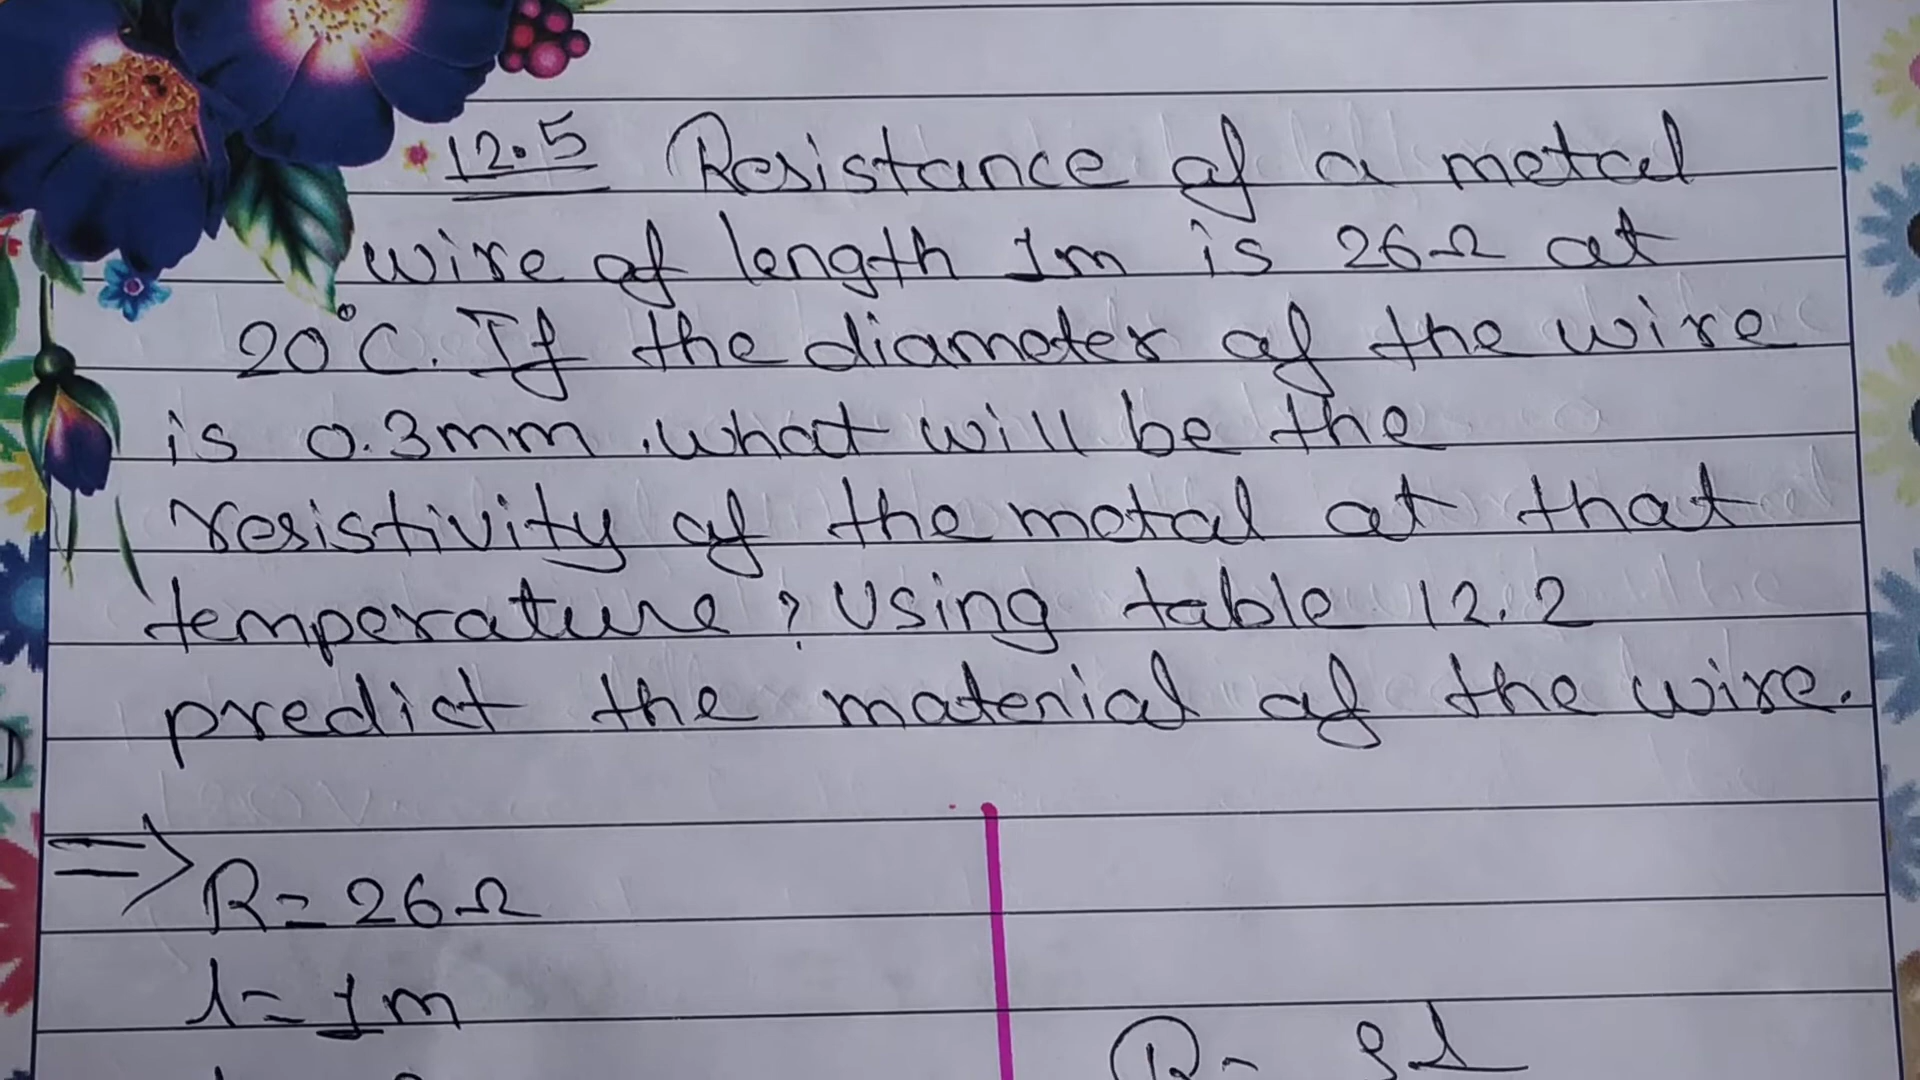 12.5 Resistance of a metal
wire of length 1m is 26Ω at
20°C. If the diameter of the wire
is 0.3mm, what will be the
resistivity of the metal at that
temperature? Using table 12.2
predict the material of the wire.
⇒ R = 26Ω
l = 1m
R = ρl